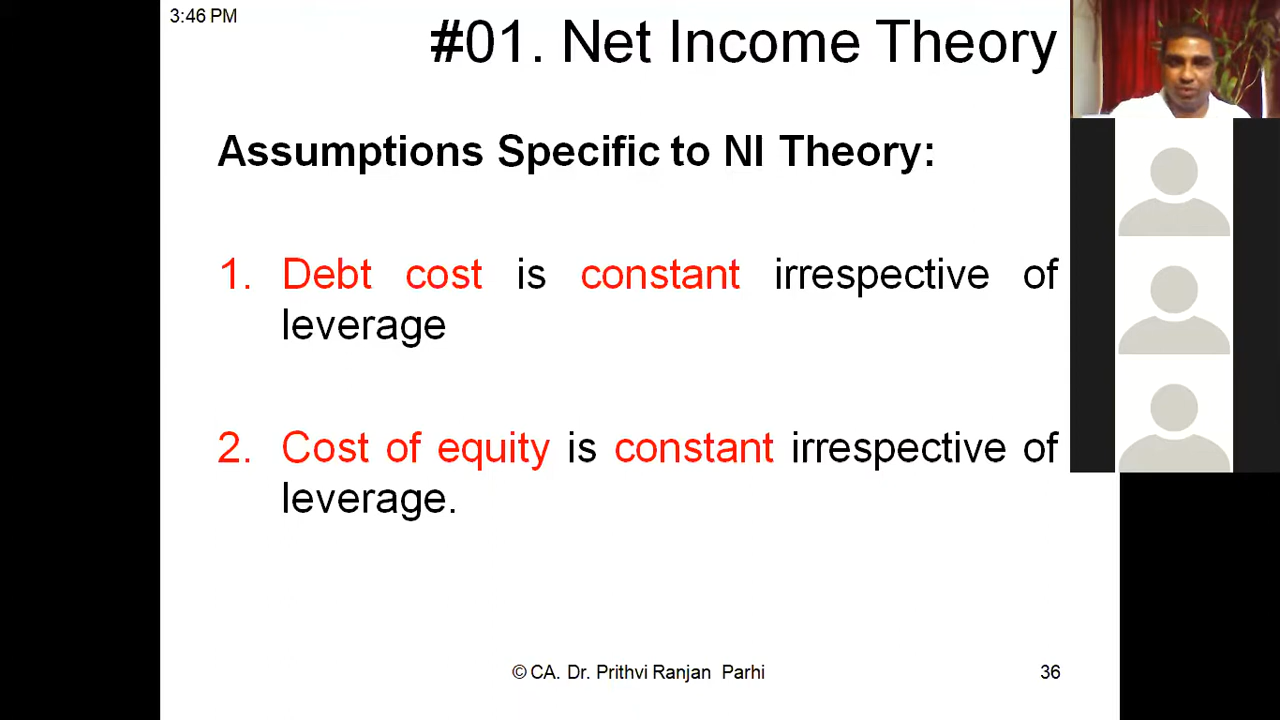 3:46 PM
#01. Net Income Theory
Assumptions Specific to NI Theory:
1. Debt cost is constant irrespective of
leverage
2. Cost of equity is constant irrespective of
leverage.
© CA. Dr. Prithvi Ranjan Parhi
36